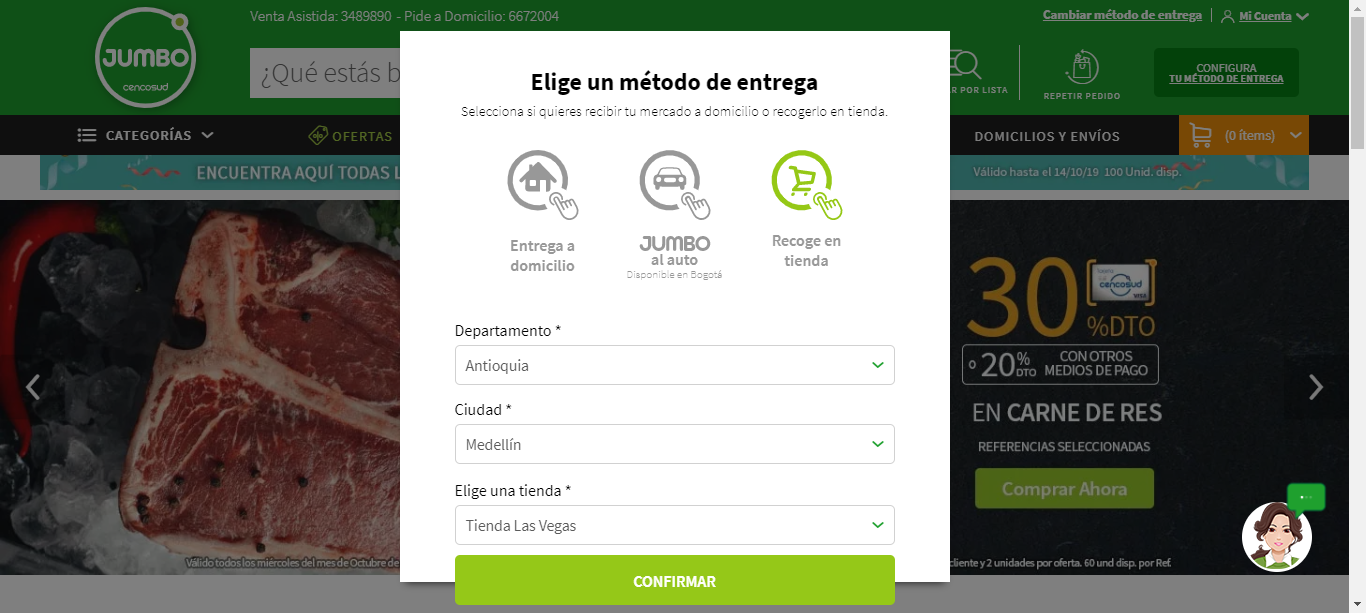 Venta Asistida: 3489890 - Pide a Domicilio: 6672004
Cambiar método de entrega
Mi Cuenta
JUMBO
cencosud
¿Qué estás b
R POR LISTA
REPETIR PEDIDO
CONFIGURA
TU MÉTODO DE ENTREGA
CATEGORÍAS
OFERTAS
DOMICILIOS Y ENVÍOS
(0 ítems)
ENCUENTRA AQUÍ TODAS L
Válido hasta el 14/10/19 100 Unid. disp.
Elige un método de entrega
Selecciona si quieres recibir tu mercado a domicilio o recogerlo en tienda.
Entrega a
domicilio
JUMBO
al auto
Disponible en Bogotá
Recoge en
tienda
Departamento *
Antioquia
Ciudad *
Medellín
Elige una tienda *
Tienda Las Vegas
CONFIRMAR
30
%DTO
cencosud
VISA
o 20% DTO
CON OTROS
MEDIOS DE PAGO
EN CARNE DE RES
REFERENCIAS SELECCIONADAS
Comprar Ahora
Válido todos los miércoles del mes de Octubre de
cliente y 2 unidades por oferta. 60 und disp. por Ref.